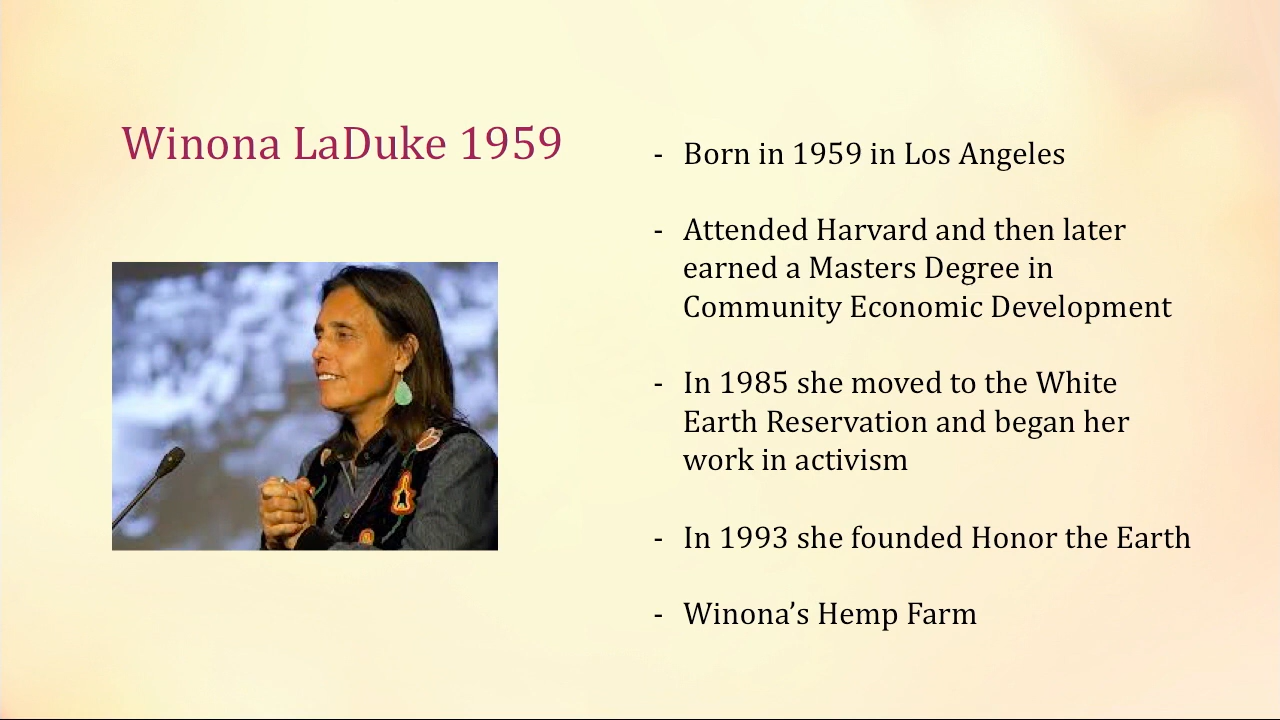 Winona LaDuke 1959
- Born in 1959 in Los Angeles
- Attended Harvard and then later
earned a Masters Degree in
Community Economic Development
- In 1985 she moved to the White
Earth Reservation and began her
work in activism
- In 1993 she founded Honor the Earth
- Winona’s Hemp Farm